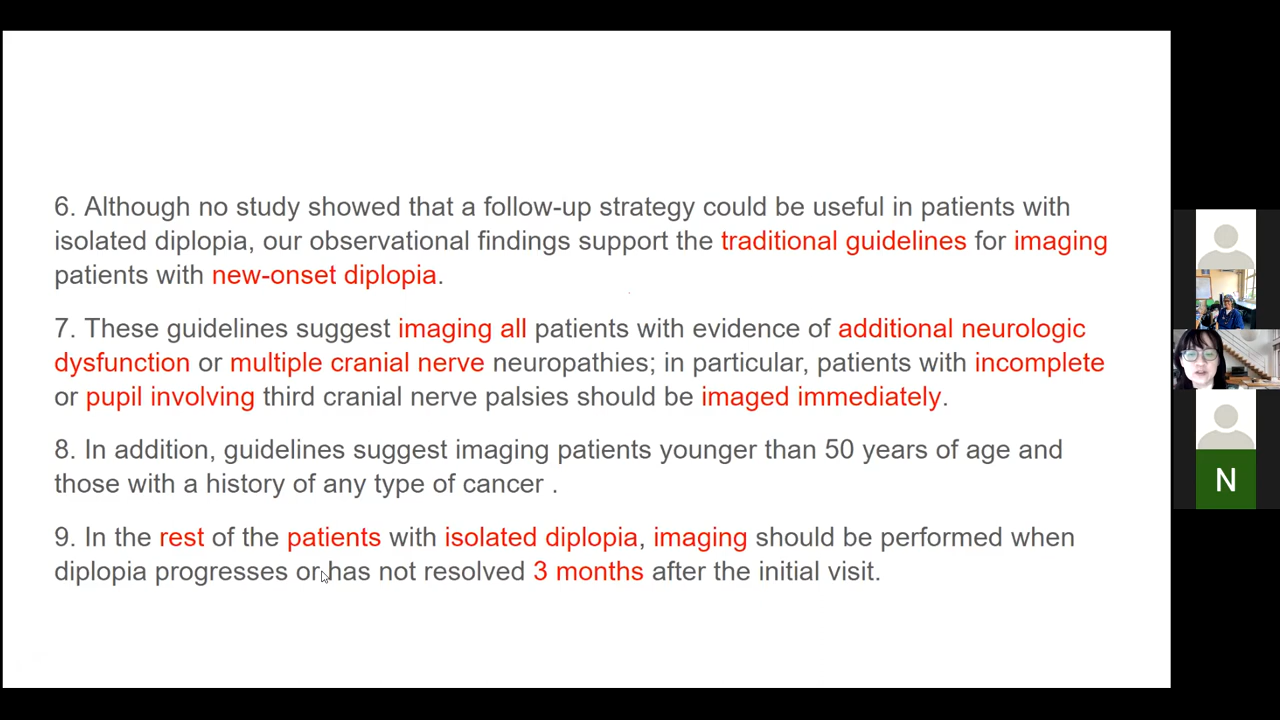 6. Although no study showed that a follow-up strategy could be useful in patients with
isolated diplopia, our observational findings support the traditional guidelines for imaging
patients with new-onset diplopia.
7. These guidelines suggest imaging all patients with evidence of additional neurologic
dysfunction or multiple cranial nerve neuropathies; in particular, patients with incomplete
or pupil involving third cranial nerve palsies should be imaged immediately.
8. In addition, guidelines suggest imaging patients younger than 50 years of age and
those with a history of any type of cancer .
9. In the rest of the patients with isolated diplopia, imaging should be performed when
diplopia progresses or has not resolved 3 months after the initial visit.
N